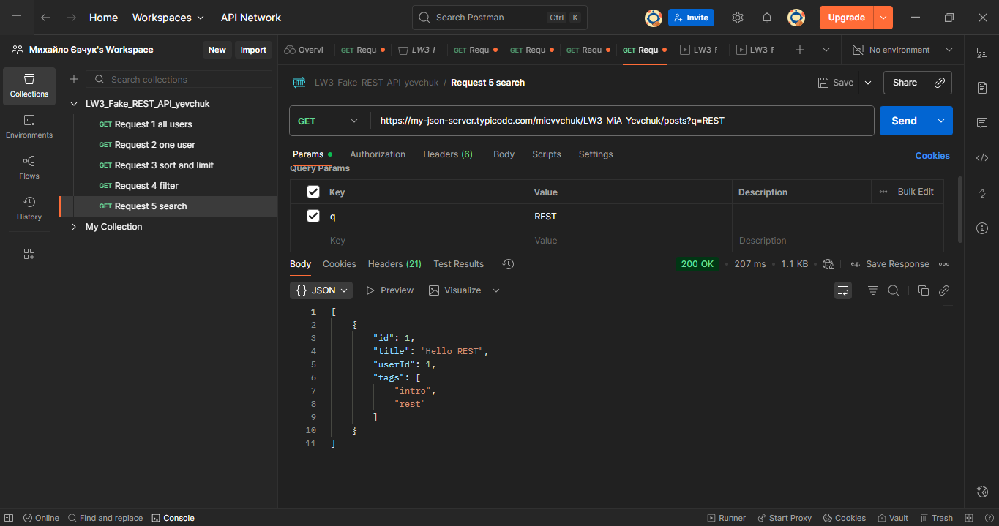 Home Workspaces API Network Search Postman Ctrl K Invite Upgrade
Михайло Євчук's Workspace New Import Overvi GET Requ LW3_F GET Requ GET Requ GET Requ GET Requ LW3_F LW3_F No environment
Collections
Environments
Flows
History
Search collections
LW3_Fake_REST_API_yevchuk
GET Request 1 all users
GET Request 2 one user
GET Request 3 sort and limit
GET Request 4 filter
GET Request 5 search
My Collection
HTTP LW3_Fake_REST_API_yevchuk / Request 5 search Save Share
GET https://my-json-server.typicode.com/mievvchuk/LW3_MiA_Yevchuk/posts?q=REST Send
Params Authorization Headers (6) Body Scripts Settings Cookies
Query Params
Key Value Description Bulk Edit
q REST
Key Value Description
Body Cookies Headers (21) Test Results 200 OK 207 ms 1.1 KB e.g. Save Response
{} JSON Preview Visualize
1 [
2 {
3 "id": 1,
4 "title": "Hello REST",
5 "userId": 1,
6 "tags": [
7 "intro",
8 "rest"
9 ]
10 }
11 ]
Online Find and replace Console Runner Start Proxy Cookies Vault Trash